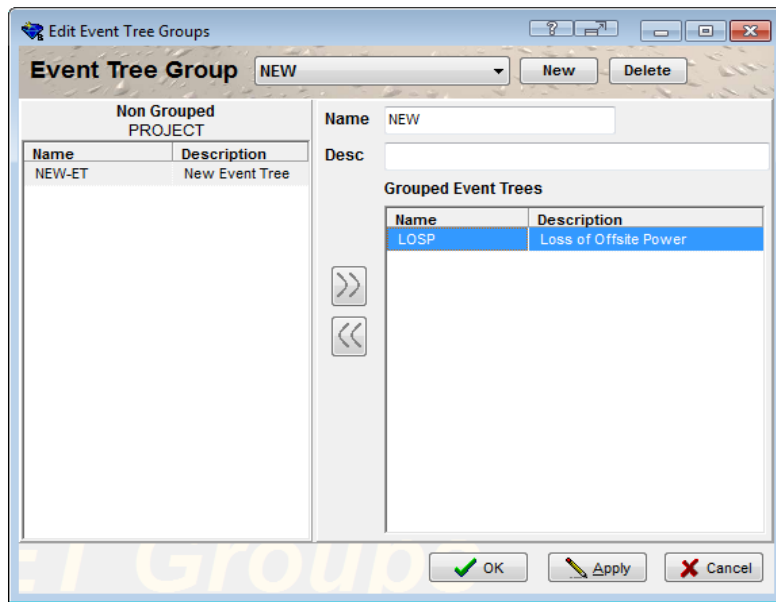 Edit Event Tree Groups
Event Tree Group NEW New Delete
Non Grouped
PROJECT
Name Description
NEW-ET New Event Tree
Name NEW
Desc
Grouped Event Trees
Name Description
LOSP Loss of Offsite Power
>>
<<
ET Groups
OK Apply Cancel